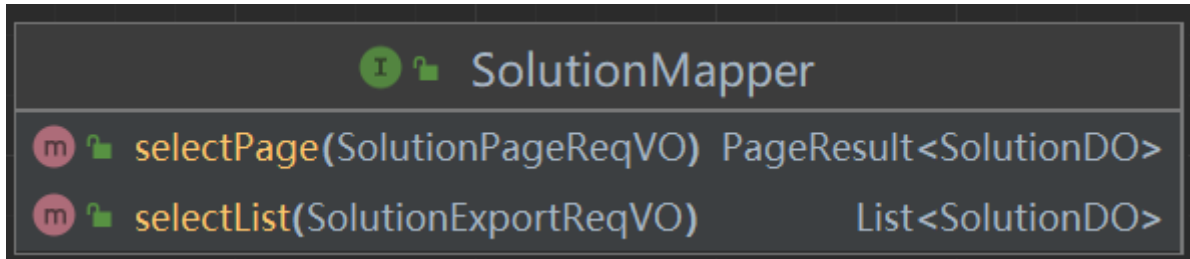 I SolutionMapper
m selectPage(SolutionPageReqVO) PageResult<SolutionDO>
m selectList(SolutionExportReqVO) List<SolutionDO>